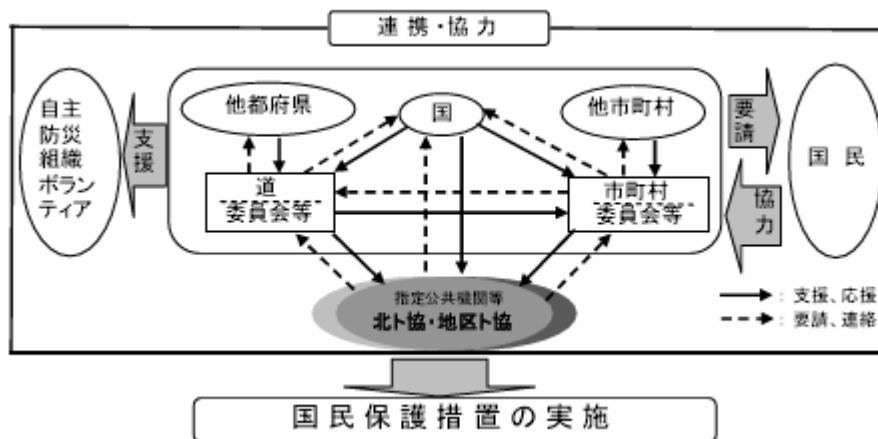 連携・協力
自主
防災
組織
ボラン
ティア
支援
他都府県
国
他市町村
道
委員会等
市町村
委員会等
要請
協力
国民
指定公共機関等
北ト協・地区ト協
：支援、応援
：要請、連絡
国民保護措置の実施